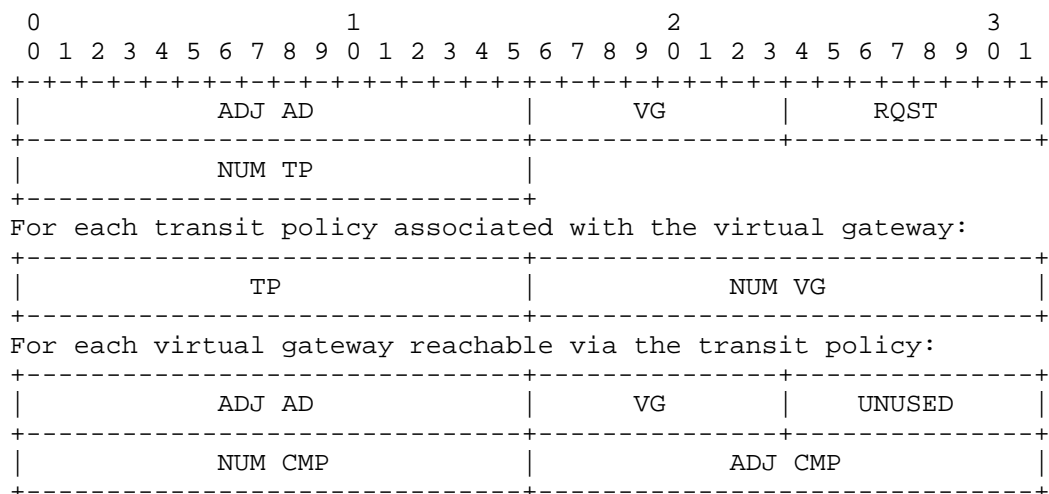 0                   1                   2                   3
 0 1 2 3 4 5 6 7 8 9 0 1 2 3 4 5 6 7 8 9 0 1 2 3 4 5 6 7 8 9 0 1
+-+-+-+-+-+-+-+-+-+-+-+-+-+-+-+-+-+-+-+-+-+-+-+-+-+-+-+-+-+-+-+-+
|            ADJ AD             |      VG       |     RQST      |
+-------------------------------+---------------+---------------+
|            NUM TP             |
+-------------------------------+
For each transit policy associated with the virtual gateway:
+-------------------------------+-------------------------------+
|              TP               |            NUM VG             |
+-------------------------------+-------------------------------+
For each virtual gateway reachable via the transit policy:
+-------------------------------+---------------+---------------+
|            ADJ AD             |      VG       |    UNUSED     |
+-------------------------------+---------------+---------------+
|            NUM CMP            |            ADJ CMP            |
+-------------------------------+-------------------------------+